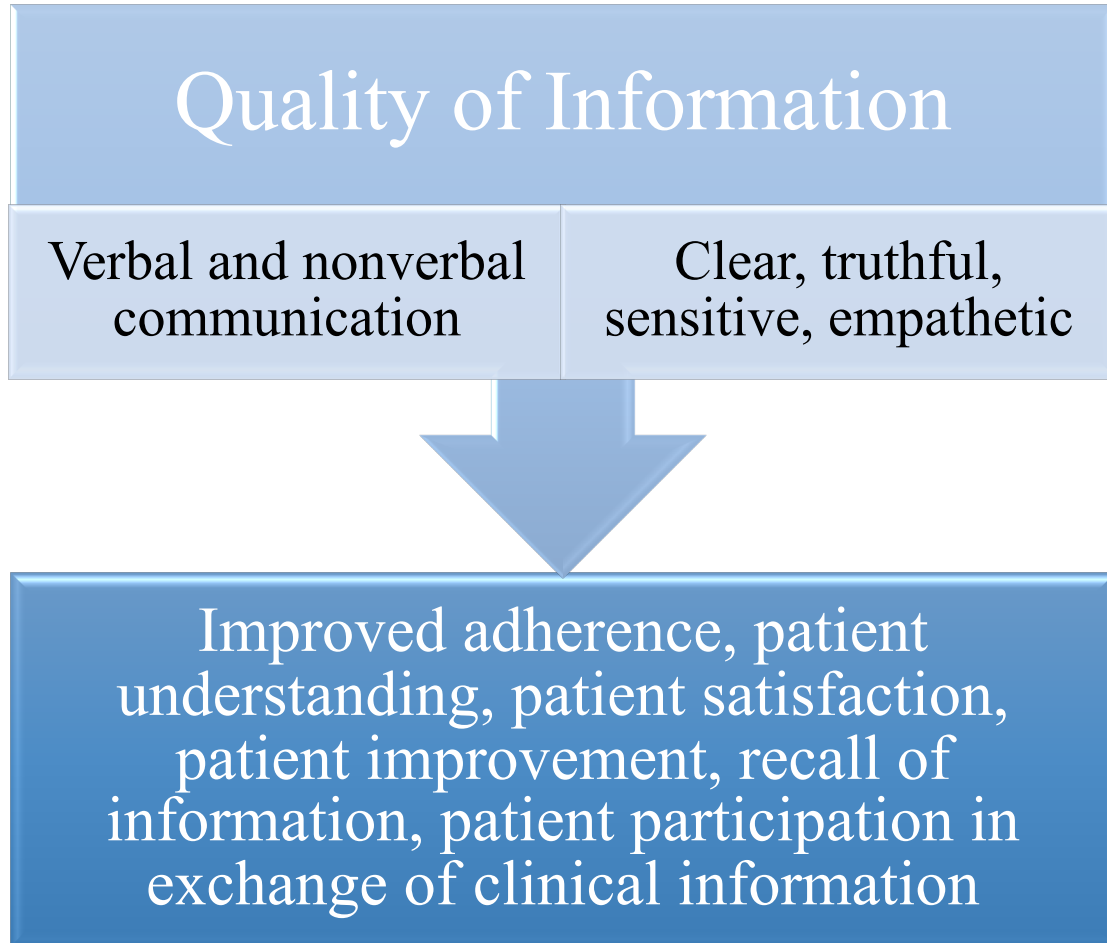 Quality of Information
Verbal and nonverbal
communication
Clear, truthful,
sensitive, empathetic
Improved adherence, patient
understanding, patient satisfaction,
patient improvement, recall of
information, patient participation in
exchange of clinical information